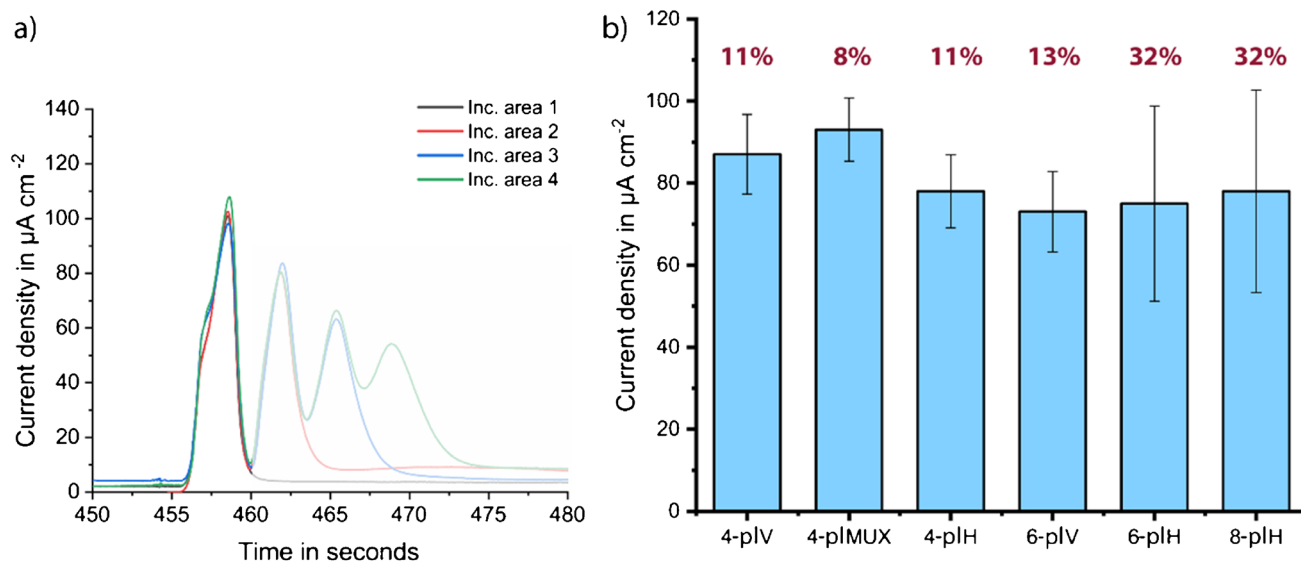 a)
Current density in µA cm-2
140
120
100
80
60
40
20
0
Inc. area 1
Inc. area 2
Inc. area 3
Inc. area 4
450 455 460 465 470 475 480
Time in seconds
b)
Current density in µA cm-2
120
100
80
60
40
20
0
11% 8% 11% 13% 32% 32%
4-plV 4-plMUX 4-plH 6-plV 6-plH 8-plH